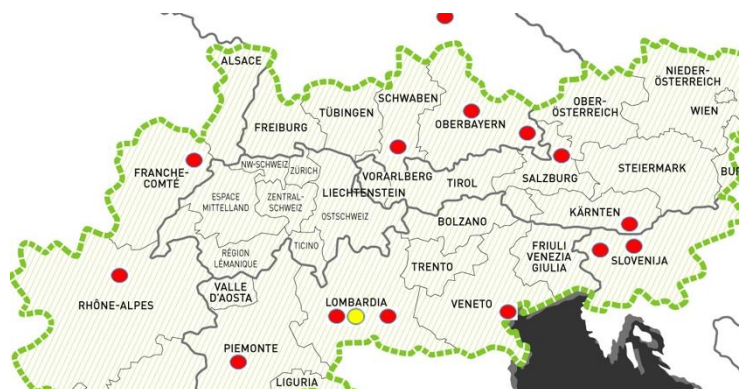 ALSACE
NIEDER-
ÖSTERREICH
SCHWABEN
OBER-
ÖSTERREICH
WIEN
TÜBINGEN
OBERBAYERN
FREIBURG
NW-SCHWEIZ
ZÜRICH
FRANCHE-
COMTÉ
VORARLBERG
TIROL
SALZBURG
STEIERMARK
BU
LIECHTENSTEIN
ESPACE
MITTELLAND
ZENTRAL-
SCHWEIZ
OSTSCHWEIZ
BOLZANO
KÄRNTEN
TICINO
RÉGION
LÉMANIQUE
TRENTO
FRIULI
VENEZIA
GIULIA
SLOVENIJA
VALLE
D'AOSTA
RHÔNE-ALPES
LOMBARDIA
VENETO
PIEMONTE
LIGURIA